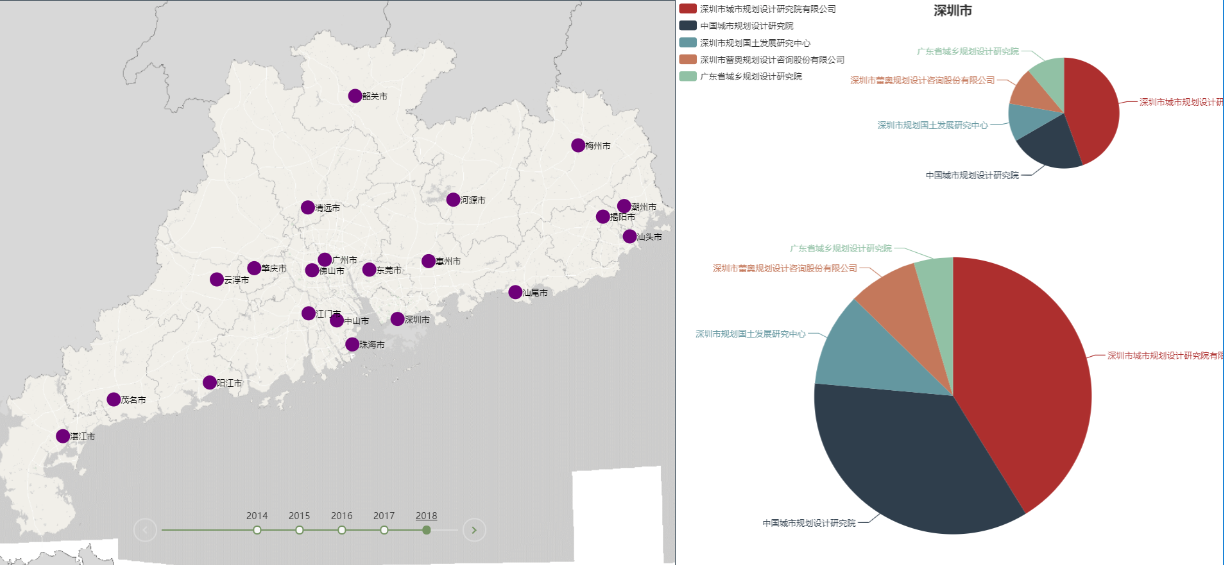 韶关市
梅州市
河源市
清远市
潮州市
揭阳市
汕头市
广州市
惠州市
肇庆市
佛山市
东莞市
云浮市
汕尾市
江门市
中山市
深圳市
珠海市
阳江市
茂名市
湛江市
2014 2015 2016 2017 2018
深圳市城市规划设计研究院有限公司
中国城市规划设计研究院
深圳市规划国土发展研究中心
深圳市蕾奥规划设计咨询股份有限公司
广东省城乡规划设计研究院
深圳市
广东省城乡规划设计研究院
深圳市蕾奥规划设计咨询股份有限公司
深圳市城市规划设计研
深圳市规划国土发展研究中心
中国城市规划设计研究院
广东省城乡规划设计研究院
深圳市蕾奥规划设计咨询股份有限公司
深圳市规划国土发展研究中心
深圳市城市规划设计研究院有限
中国城市规划设计研究院